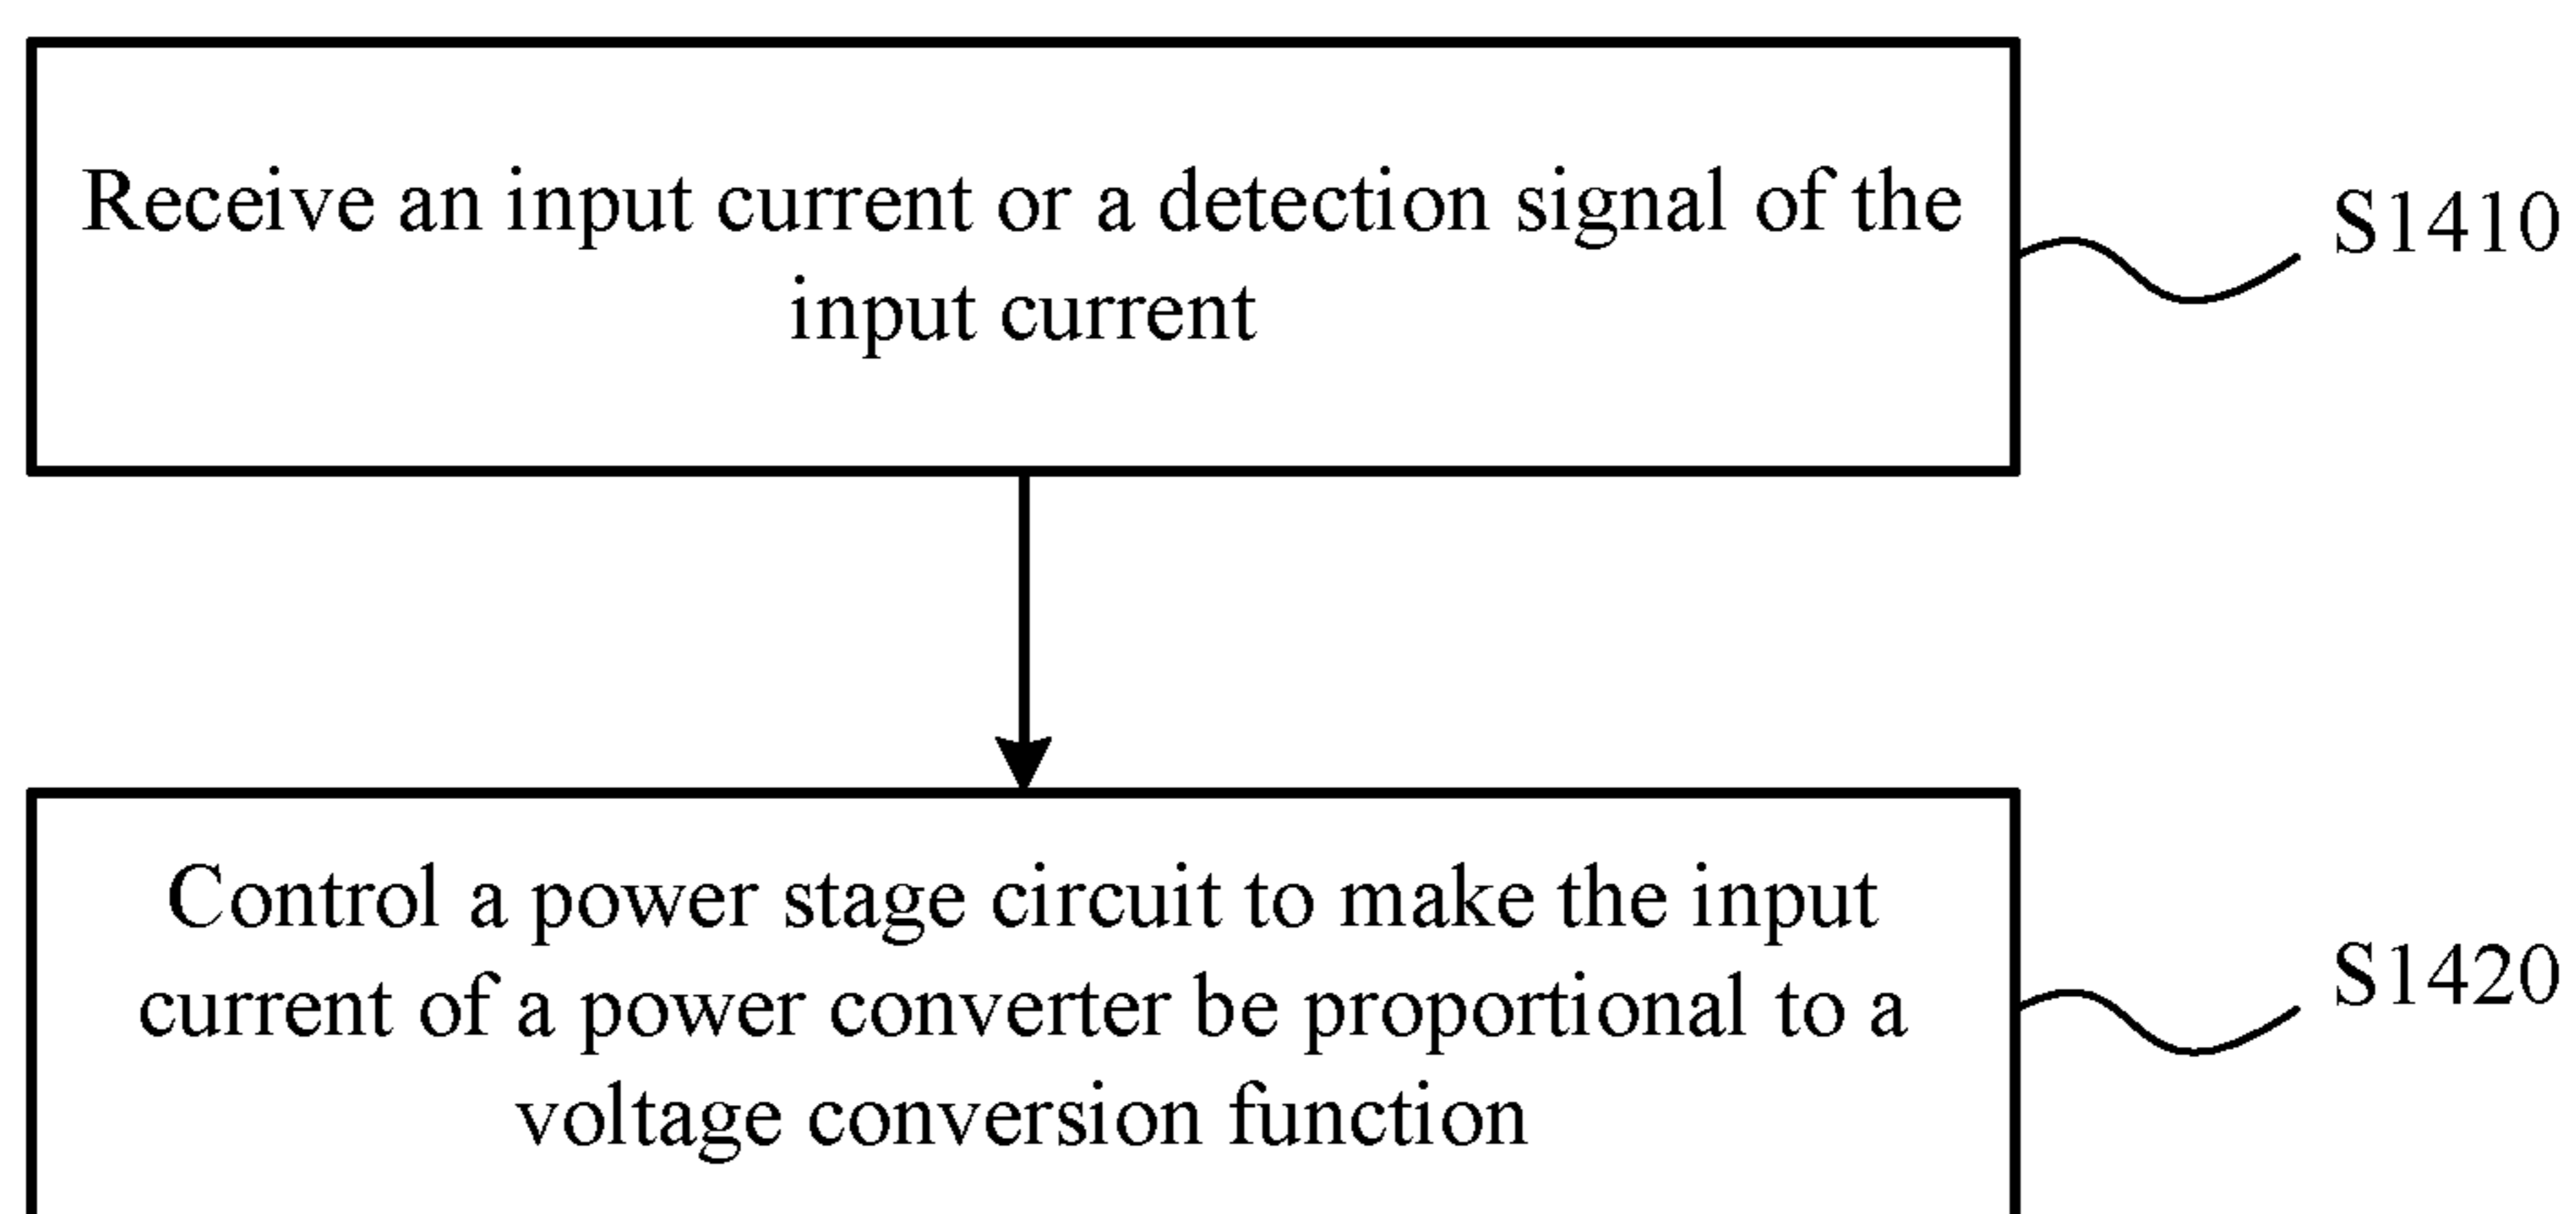 Receive an input current or a detection signal of the
input current
S1410
Control a power stage circuit to make the input
current of a power converter be proportional to a
voltage conversion function
S1420